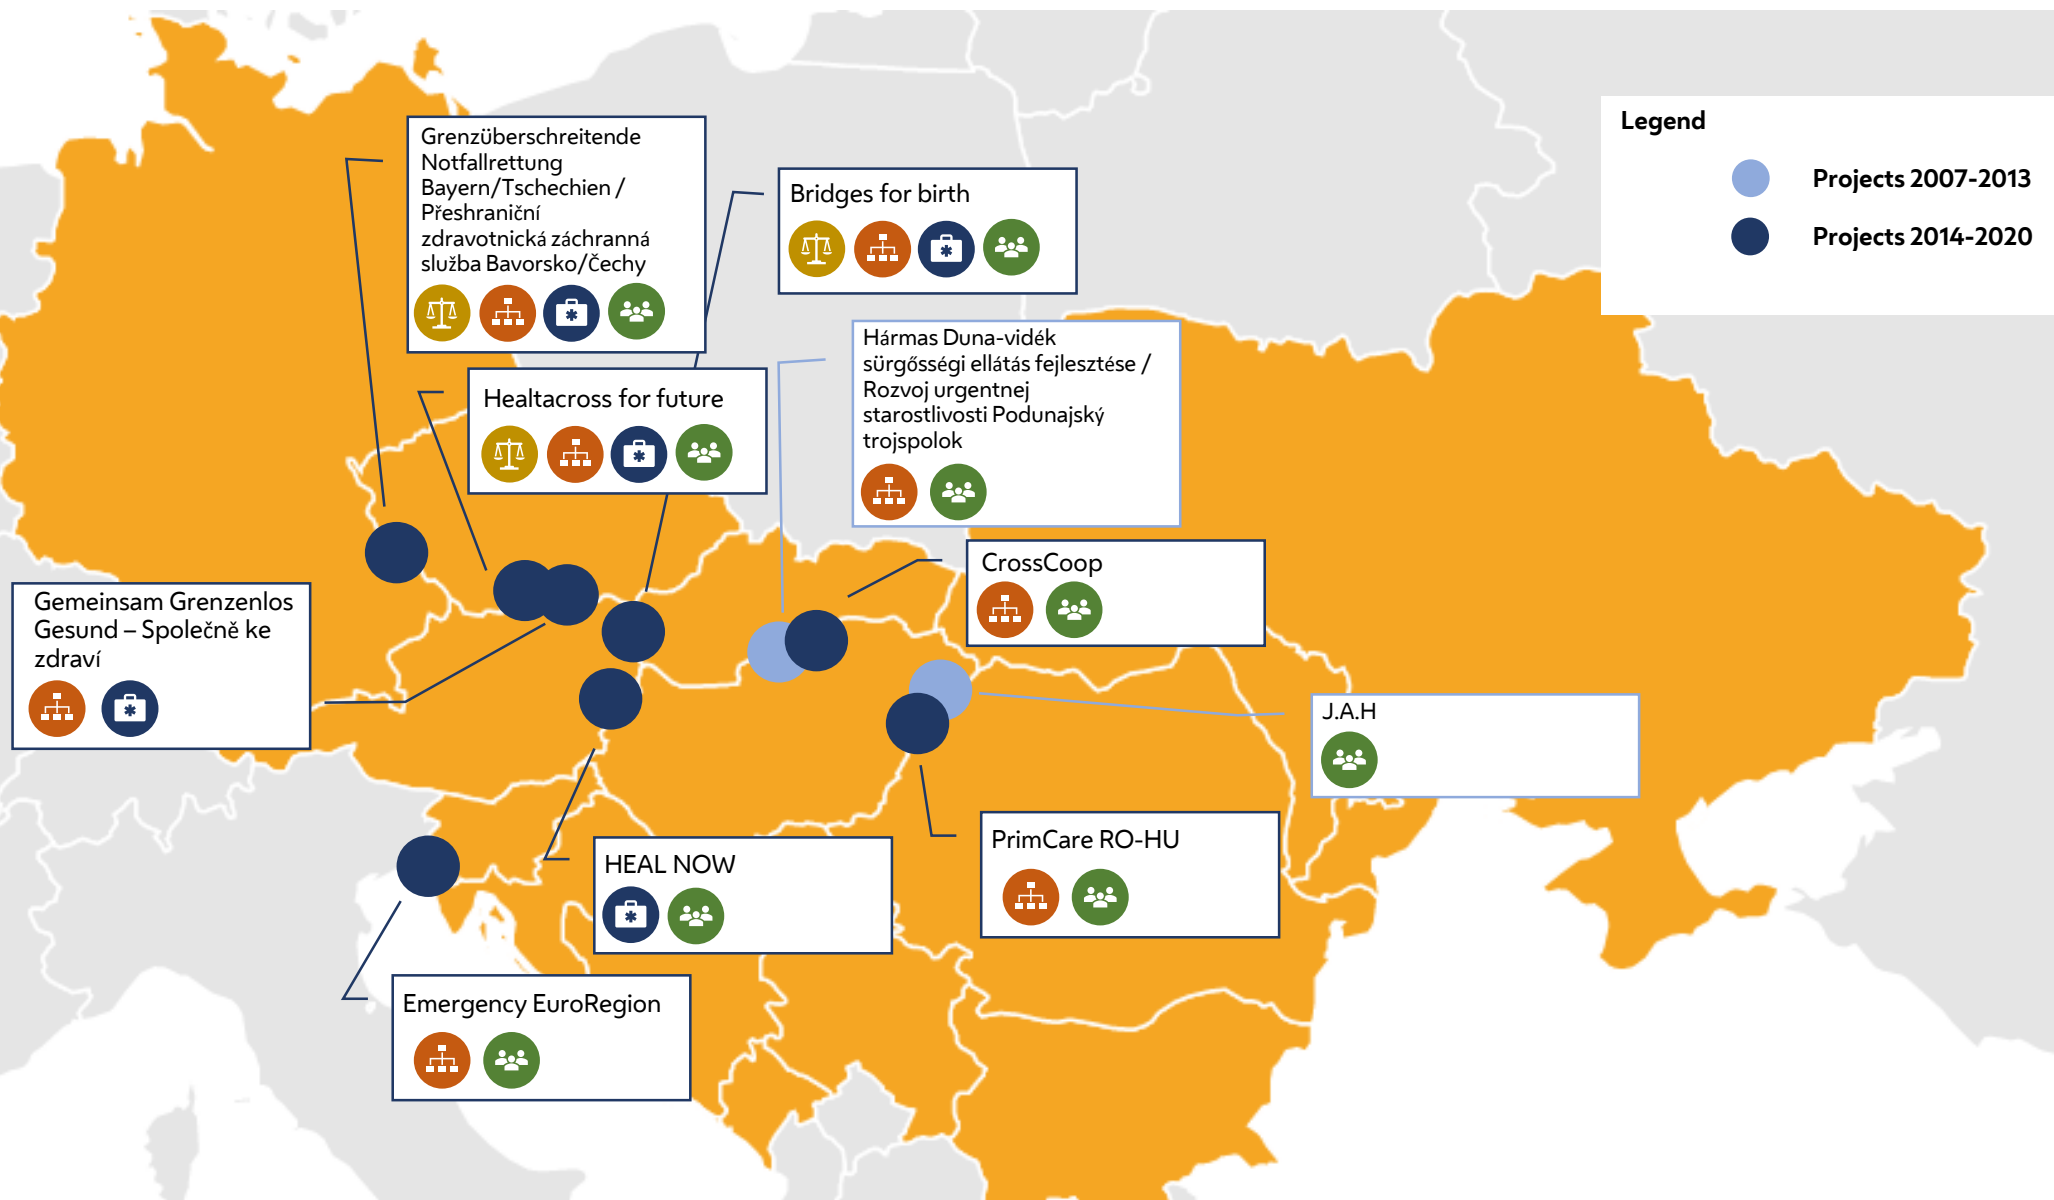 Legend
Projects 2007-2013
Projects 2014-2020
Grenzüberschreitende
Notfallrettung
Bayern/Tschechien /
Přeshraniční
zdravotnická záchranná
služba Bavorsko/Čechy
Bridges for birth
Healtacross for future
Hármas Duna-vidék
sürgősségi ellátás fejlesztése /
Rozvoj urgentnej
starostlivosti Podunajský
trojspolok
CrossCoop
Gemeinsam Grenzenlos
Gesund – Společně ke
zdraví
J.A.H
PrimCare RO-HU
HEAL NOW
Emergency EuroRegion